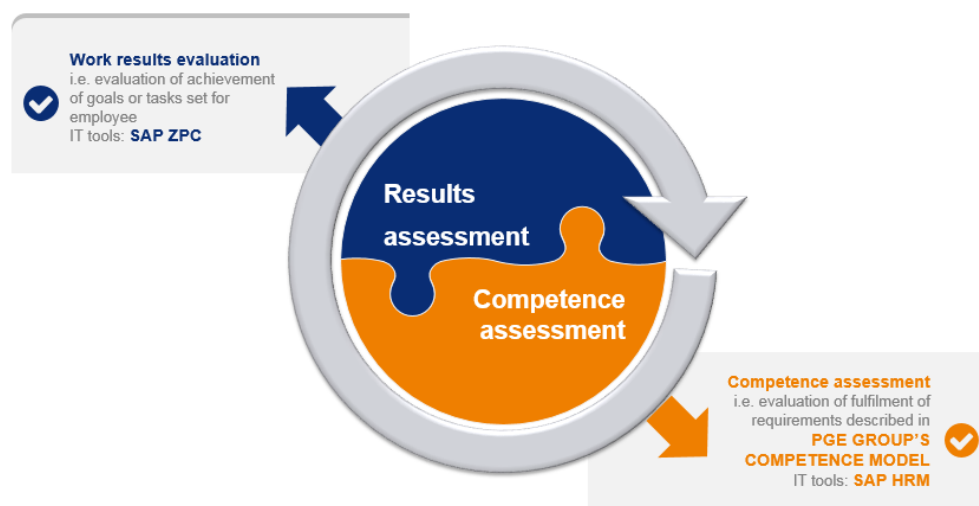 Work results evaluation
i.e. evaluation of achievement
of goals or tasks set for
employee
IT tools: SAP ZPC
Results
assessment
Competence
assessment
Competence assessment
i.e. evaluation of fulfilment of
requirements described in
PGE GROUP'S
COMPETENCE MODEL
IT tools: SAP HRM